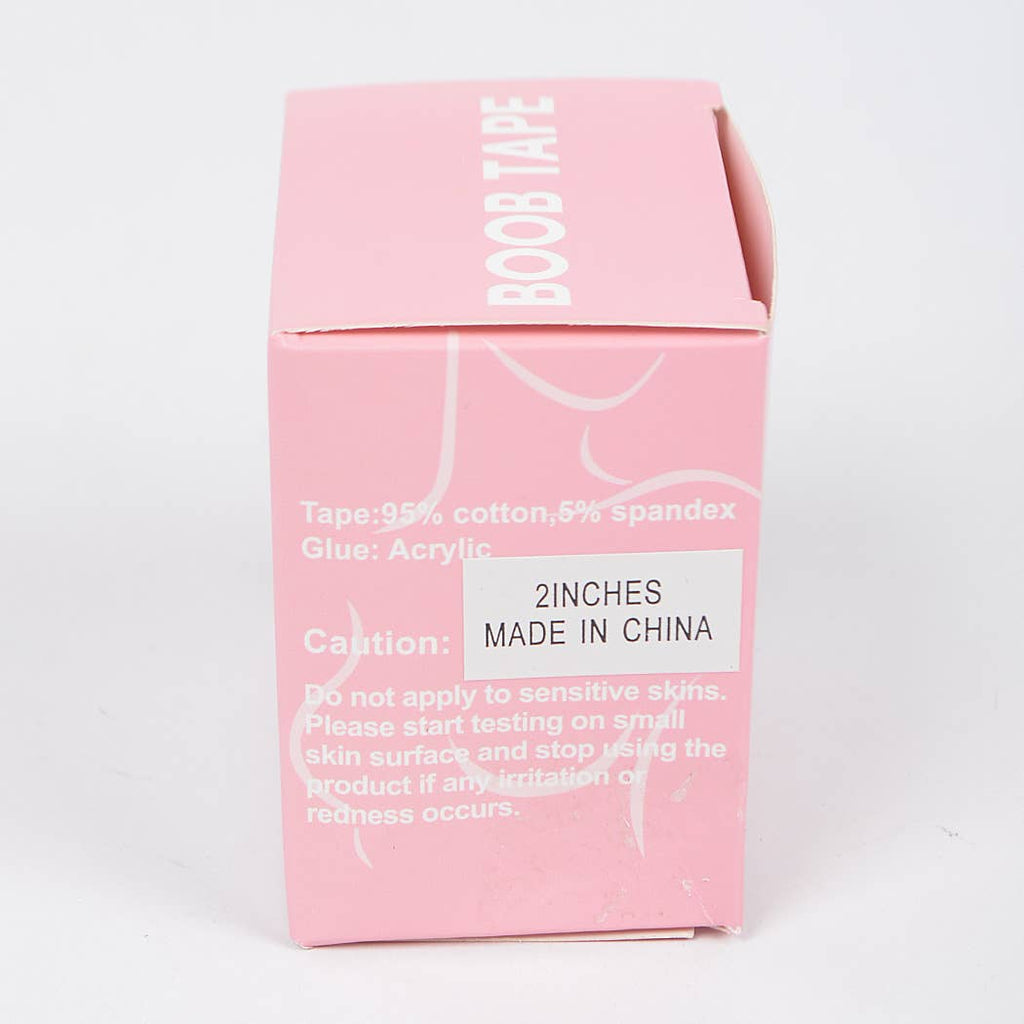 BOOB TAPE
Tape:95% cotton,5% spandex
Glue: Acrylic
2INCHES
MADE IN CHINA
Caution:
Do not apply to sensitive skins.
Please start testing on small
skin surface and stop using the
product if any irritation or
redness occurs.